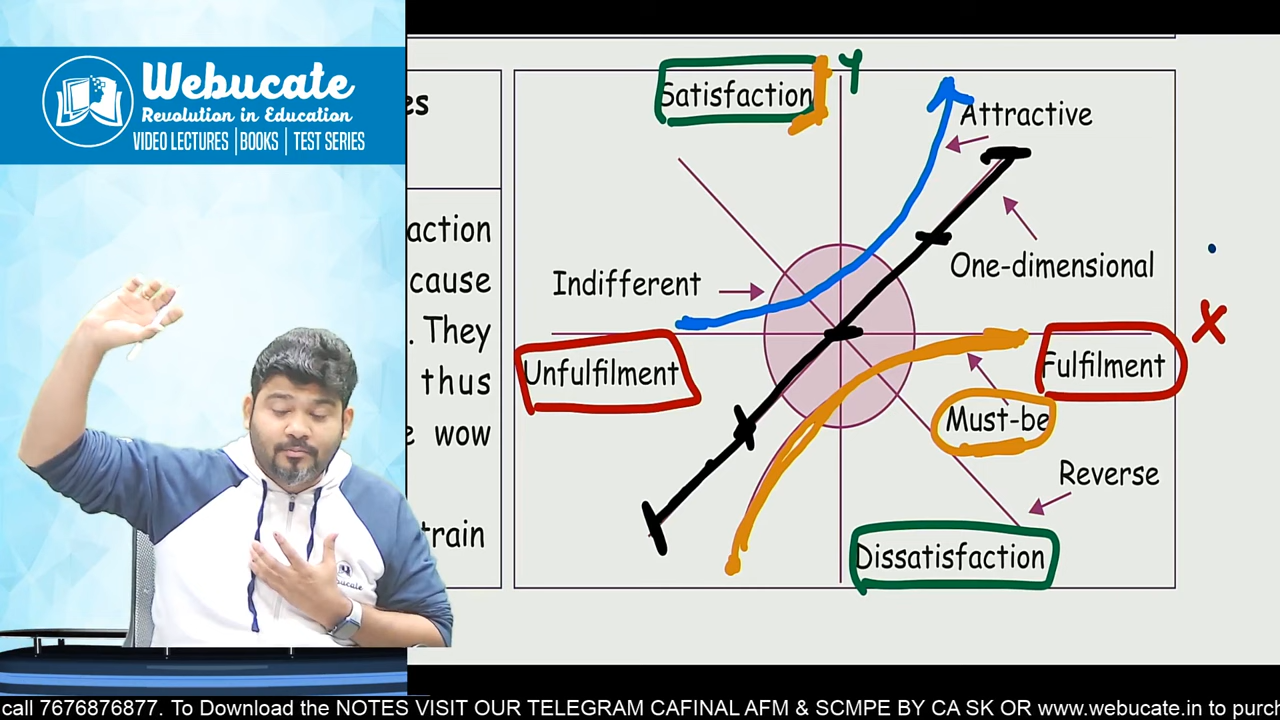 Webucate
Revolution in Education
VIDEO LECTURES | BOOKS | TEST SERIES
es
action
cause
. They
thus
e wow
train
Satisfaction
Y
Attractive
One-dimensional
Indifferent
X
Unfulfilment
Fulfilment
Must-be
Reverse
Dissatisfaction
call 7676876877. To Download the NOTES VISIT OUR TELEGRAM CAFINAL AFM & SCMPE BY CA SK OR www.webucate.in to purch